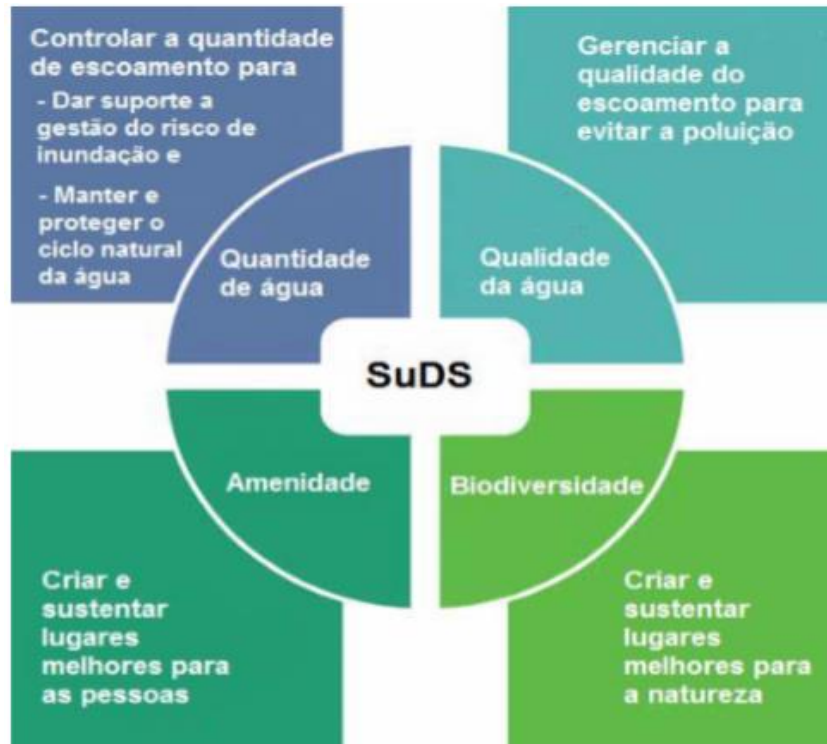 Controlar a quantidade
de escoamento para
- Dar suporte a
gestão do risco de
inundação e
- Manter e
proteger o
ciclo natural
da água
Quantidade
de água
Gerenciar a
qualidade do
escoamento para
evitar a poluição
Qualidade
da água
SuDS
Amenidade
Criar e
sustentar
lugares
melhores para
as pessoas
Biodiversidade
Criar e
sustentar
lugares
melhores para
a natureza